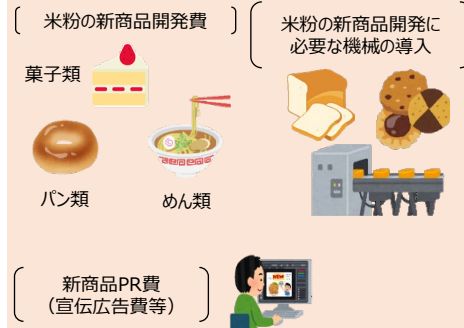 米粉の新商品開発費
菓子類
パン類
めん類
米粉の新商品開発に
必要な機械の導入
新商品PR費
（宣伝広告費等）